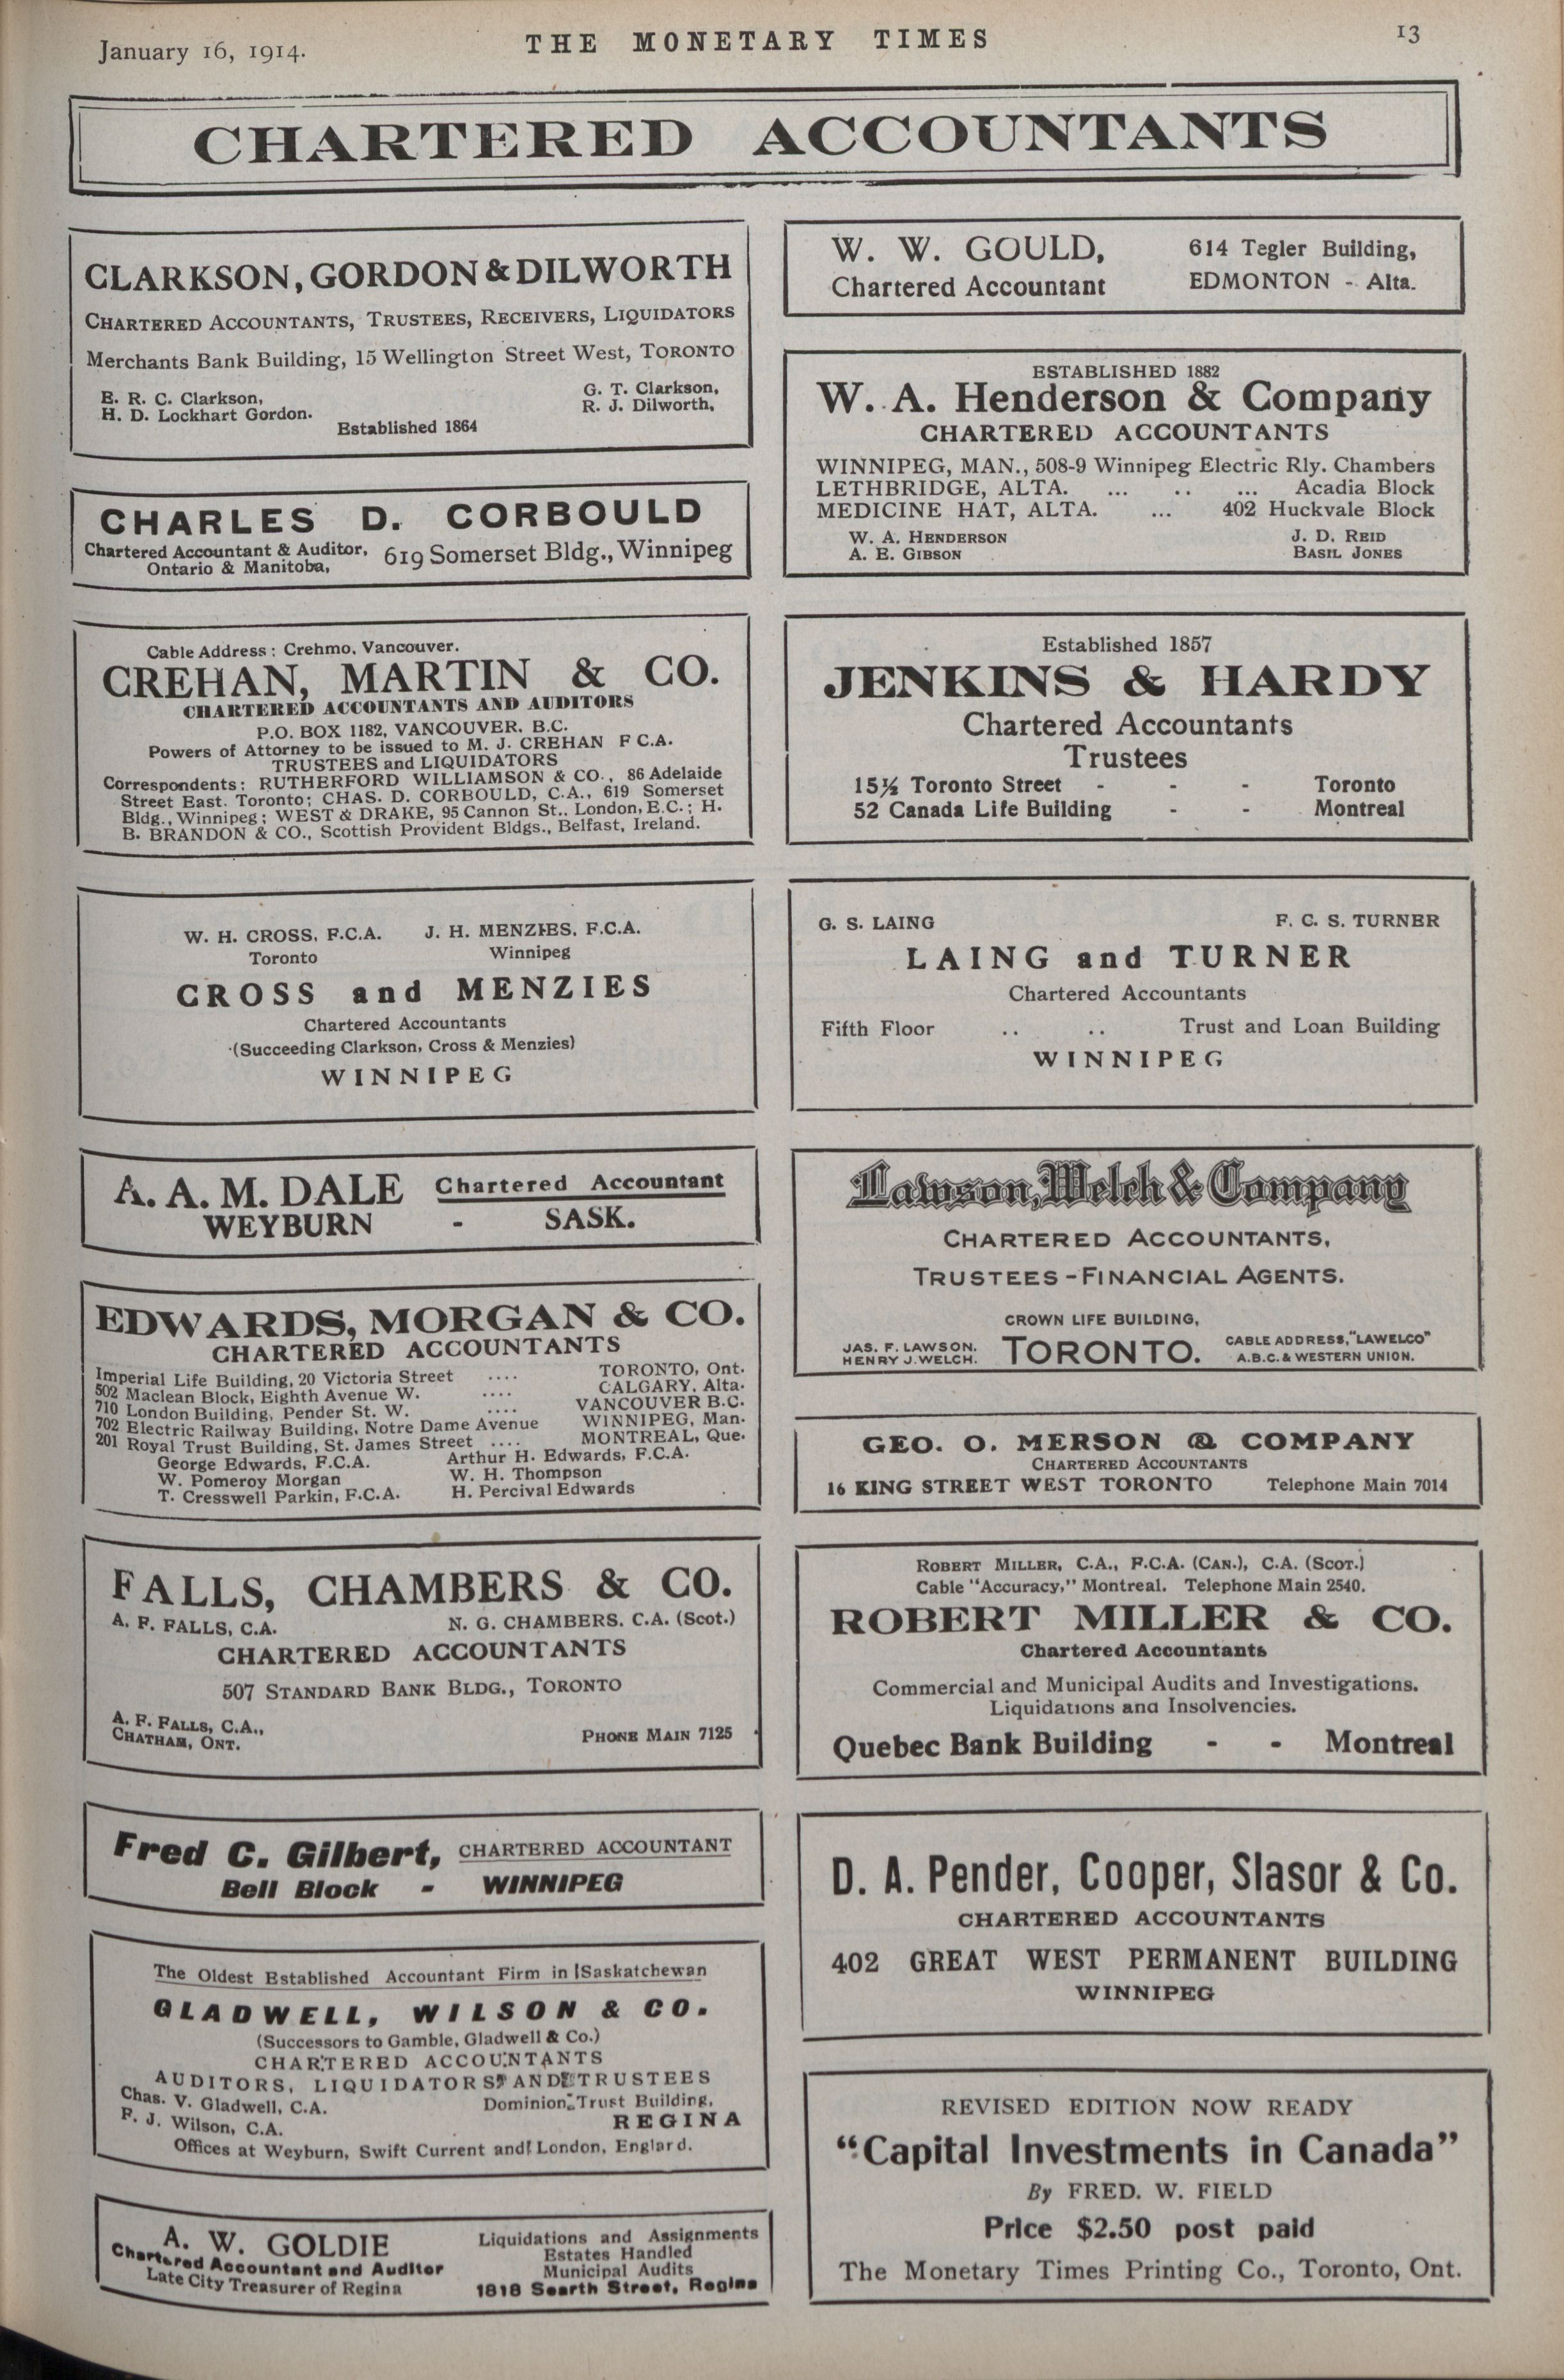 January 16, 1914.
THE MONETARY TIMES
13
CHARTERED ACCOUNTANTS
CLARKSON, GORDON & DILWORTH
CHARTERED ACCOUNTANTS, TRUSTEES, RECEIVERS, LIQUIDATORS
Merchants Bank Building, 15 Wellington Street West, TORONTO
E. R. C. Clarkson,
H. D. Lockhart Gordon.
G. T. Clarkson,
R. J. Dilworth,
Established 1864
CHARLES D. CORBOULD
Chartered Accountant & Auditor,
Ontario & Manitoba,
619 Somerset Bldg., Winnipeg
Cable Address: Crehmo, Vancouver.
CREHAN, MARTIN & CO.
CHARTERED ACCOUNTANTS AND AUDITORS
P.O. BOX 1182, VANCOUVER, B.C.
Powers of Attorney to be issued to M. J. CREHAN F C.A.
TRUSTEES and LIQUIDATORS
Correspondents: RUTHERFORD WILLIAMSON & CO., 86 Adelaide
Street East, Toronto; CHAS. D. CORBOULD, C.A., 619 Somerset
Bldg., Winnipeg; WEST & DRAKE, 95 Cannon St., London, E.C.; H.
B. BRANDON & CO., Scottish Provident Bldgs., Belfast, Ireland.
W. H. CROSS, F.C.A. J. H. MENZIES, F.C.A.
Toronto Winnipeg
CROSS and MENZIES
Chartered Accountants
(Succeeding Clarkson, Cross & Menzies)
WINNIPEG
A. A. M. DALE Chartered Accountant
WEYBURN - SASK.
EDWARDS, MORGAN & CO.
CHARTERED ACCOUNTANTS
Imperial Life Building, 20 Victoria Street .... TORONTO, Ont.
502 Maclean Block, Eighth Avenue W. .... CALGARY, Alta.
710 London Building, Pender St. W. .... VANCOUVER B.C.
702 Electric Railway Building, Notre Dame Avenue WINNIPEG, Man.
201 Royal Trust Building, St. James Street .... MONTREAL, Que.
George Edwards, F.C.A. Arthur H. Edwards, F.C.A.
W. Pomeroy Morgan W. H. Thompson
T. Cresswell Parkin, F.C.A. H. Percival Edwards
FALLS, CHAMBERS & CO.
A. F. FALLS, C.A. N. G. CHAMBERS. C.A. (Scot.)
CHARTERED ACCOUNTANTS
507 STANDARD BANK BLDG., TORONTO
A. F. FALLS, C.A.,
CHATHAM, ONT.
PHONE MAIN 7125
Fred C. Gilbert, CHARTERED ACCOUNTANT
Bell Block - WINNIPEG
The Oldest Established Accountant Firm in Saskatchewan
GLADWELL, WILSON & CO.
(Successors to Gamble, Gladwell & Co.)
CHARTERED ACCOUNTANTS
AUDITORS, LIQUIDATORS AND TRUSTEES
Chas. V. Gladwell, C.A. Dominion Trust Building,
F. J. Wilson, C.A. REGINA
Offices at Weyburn, Swift Current and London, England.
A. W. GOLDIE
Chartered Accountant and Auditor
Late City Treasurer of Regina
Liquidations and Assignments
Estates Handled
Municipal Audits
1818 Searth Street, Regina
W. W. GOULD,
Chartered Accountant
614 Tegler Building,
EDMONTON - Alta.
ESTABLISHED 1882
W. A. Henderson & Company
CHARTERED ACCOUNTANTS
WINNIPEG, MAN., 508-9 Winnipeg Electric Rly. Chambers
LETHBRIDGE, ALTA. ... .. ... Acadia Block
MEDICINE HAT, ALTA. ... 402 Huckvale Block
W. A. HENDERSON J. D. REID
A. E. GIBSON BASIL JONES
Established 1857
JENKINS & HARDY
Chartered Accountants
Trustees
15½ Toronto Street - - - Toronto
52 Canada Life Building - - Montreal
G. S. LAING F. C. S. TURNER
LAING and TURNER
Chartered Accountants
Fifth Floor .. .. Trust and Loan Building
WINNIPEG
Lawson, Welch & Company
CHARTERED ACCOUNTANTS,
TRUSTEES - FINANCIAL AGENTS.
CROWN LIFE BUILDING,
JAS. F. LAWSON.
HENRY J. WELCH.
TORONTO.
CABLE ADDRESS, "LAWELCO"
A.B.C. & WESTERN UNION.
GEO. O. MERSON & COMPANY
CHARTERED ACCOUNTANTS
16 KING STREET WEST TORONTO Telephone Main 7014
ROBERT MILLER, C.A., F.C.A. (CAN.), C.A. (SCOT.)
Cable "Accuracy," Montreal. Telephone Main 2540.
ROBERT MILLER & CO.
Chartered Accountants
Commercial and Municipal Audits and Investigations.
Liquidations and Insolvencies.
Quebec Bank Building - - Montreal
D. A. Pender, Cooper, Slasor & Co.
CHARTERED ACCOUNTANTS
402 GREAT WEST PERMANENT BUILDING
WINNIPEG
REVISED EDITION NOW READY
"Capital Investments in Canada"
By FRED. W. FIELD
Price $2.50 post paid
The Monetary Times Printing Co., Toronto, Ont.